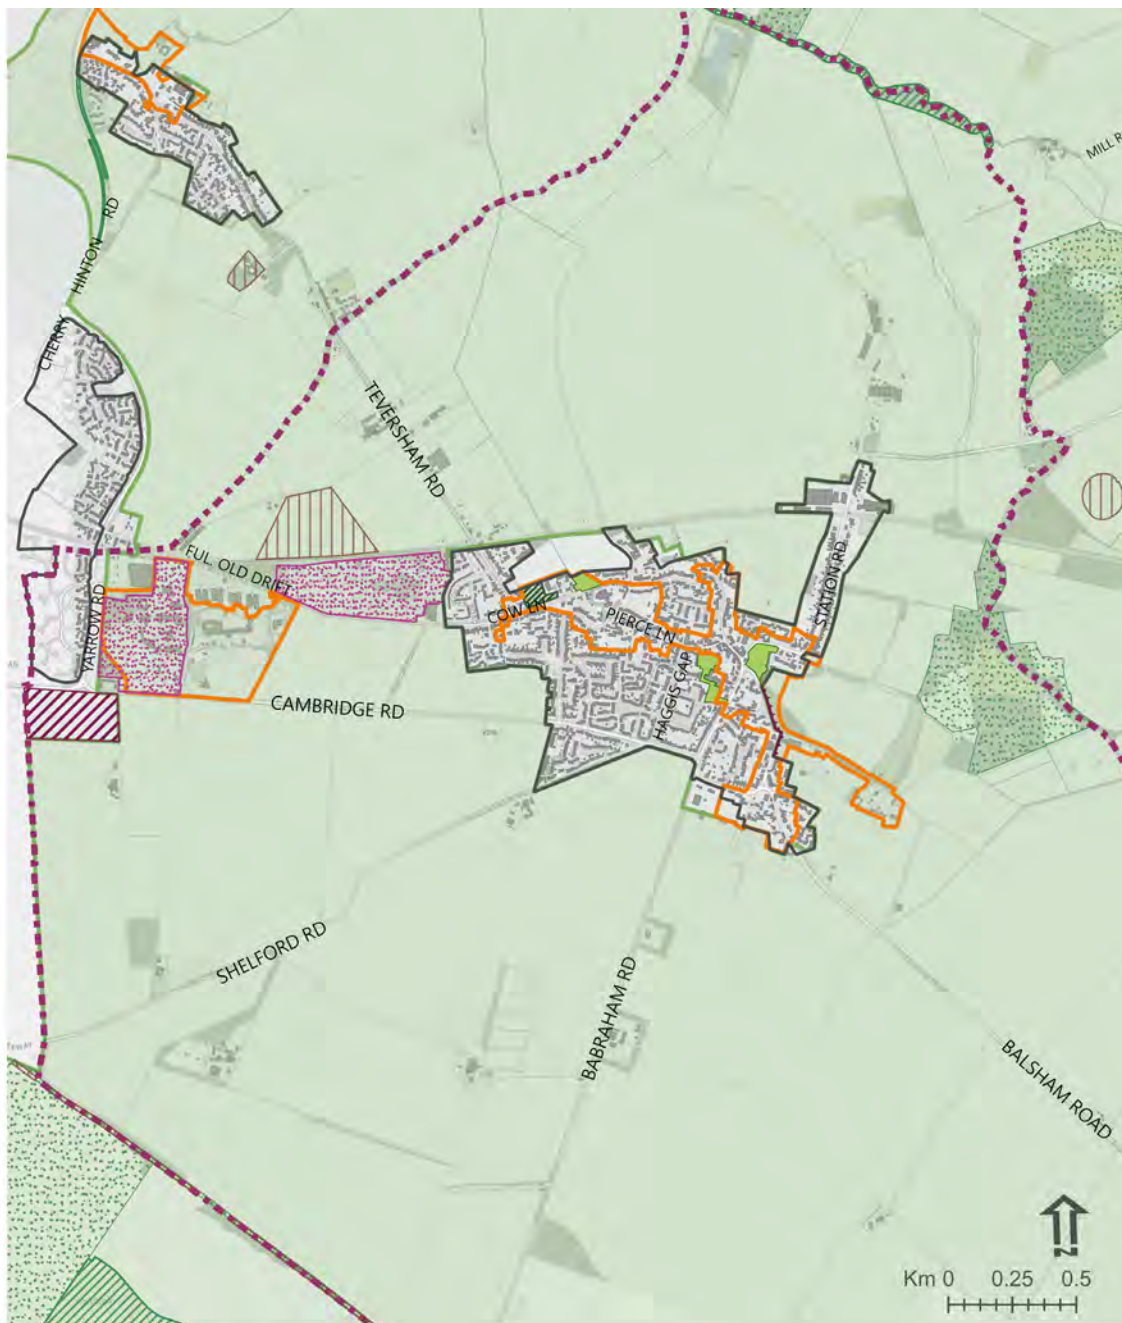 MILL R
CHERRY HINTON RD
TEVERSHAM RD
FUL. OLD DRIFT
YARROW RD
COW LN
PIERCE LN
STATION RD
HAGGIS GAP
CAMBRIDGE RD
SHELFORD RD
BABRAHAM RD
BALSHAM ROAD
N
Km 0 0.25 0.5